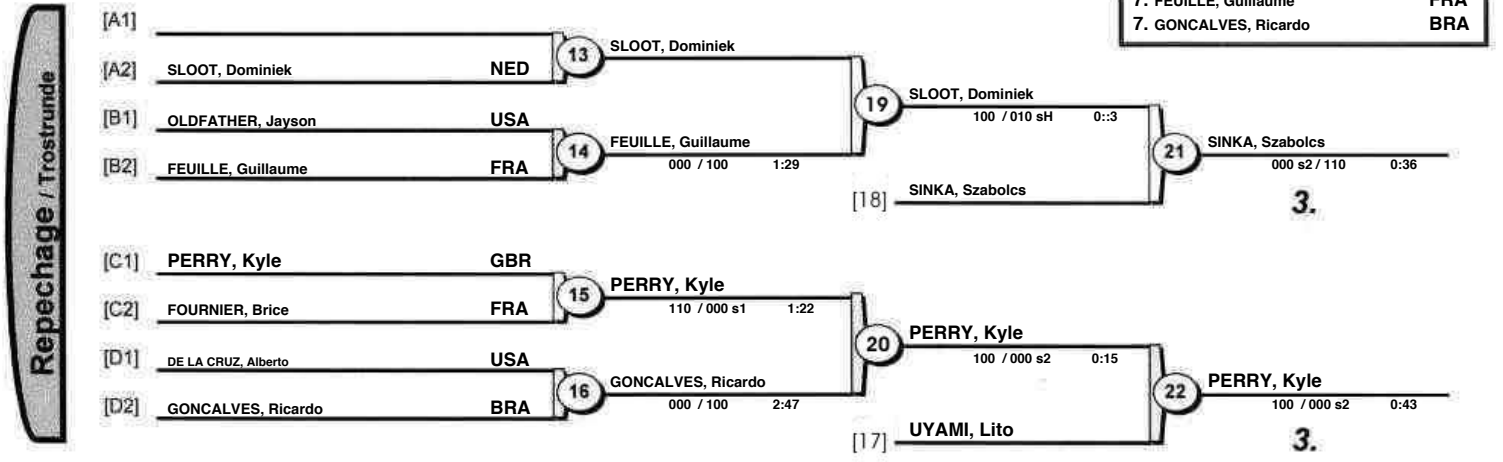 7. FEUILLE, Guillaume FRA
7. GONCALVES, Ricardo BRA
Repechage / Trostrunde
[A1]
[A2] SLOOT, Dominiek NED
13 SLOOT, Dominiek
[B1] OLDFATHER, Jayson USA
[B2] FEUILLE, Guillaume FRA
14 FEUILLE, Guillaume
000 / 100 1:29
19 SLOOT, Dominiek
100 / 010 sH 0::3
[18] SINKA, Szabolcs
21 SINKA, Szabolcs
000 s2 / 110 0:36
3.
[C1] PERRY, Kyle GBR
[C2] FOURNIER, Brice FRA
15 PERRY, Kyle
110 / 000 s1 1:22
[D1] DE LA CRUZ, Alberto USA
[D2] GONCALVES, Ricardo BRA
16 GONCALVES, Ricardo
000 / 100 2:47
20 PERRY, Kyle
100 / 000 s2 0:15
[17] UYAMI, Lito
22 PERRY, Kyle
100 / 000 s2 0:43
3.